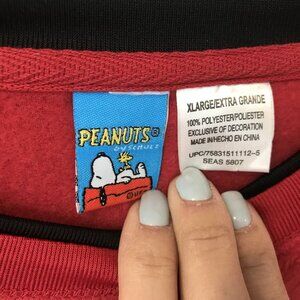 PEANUTS®
by SCHULZ
XLARGE/EXTRA GRANDE
100% POLYESTER/POLIESTER
EXCLUSIVE OF DECORATION
MADE IN/HECHO EN CHINA
UPC/75831511112-5
SEAS 5807